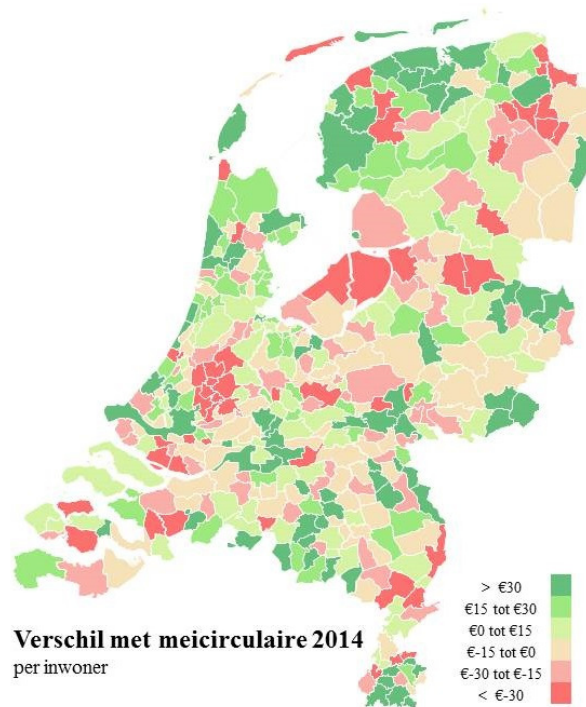 > €30
€15 tot €30
€0 tot €15
€-15 tot €0
€-30 tot €-15
< €-30
Verschil met meicirculaire 2014
per inwoner